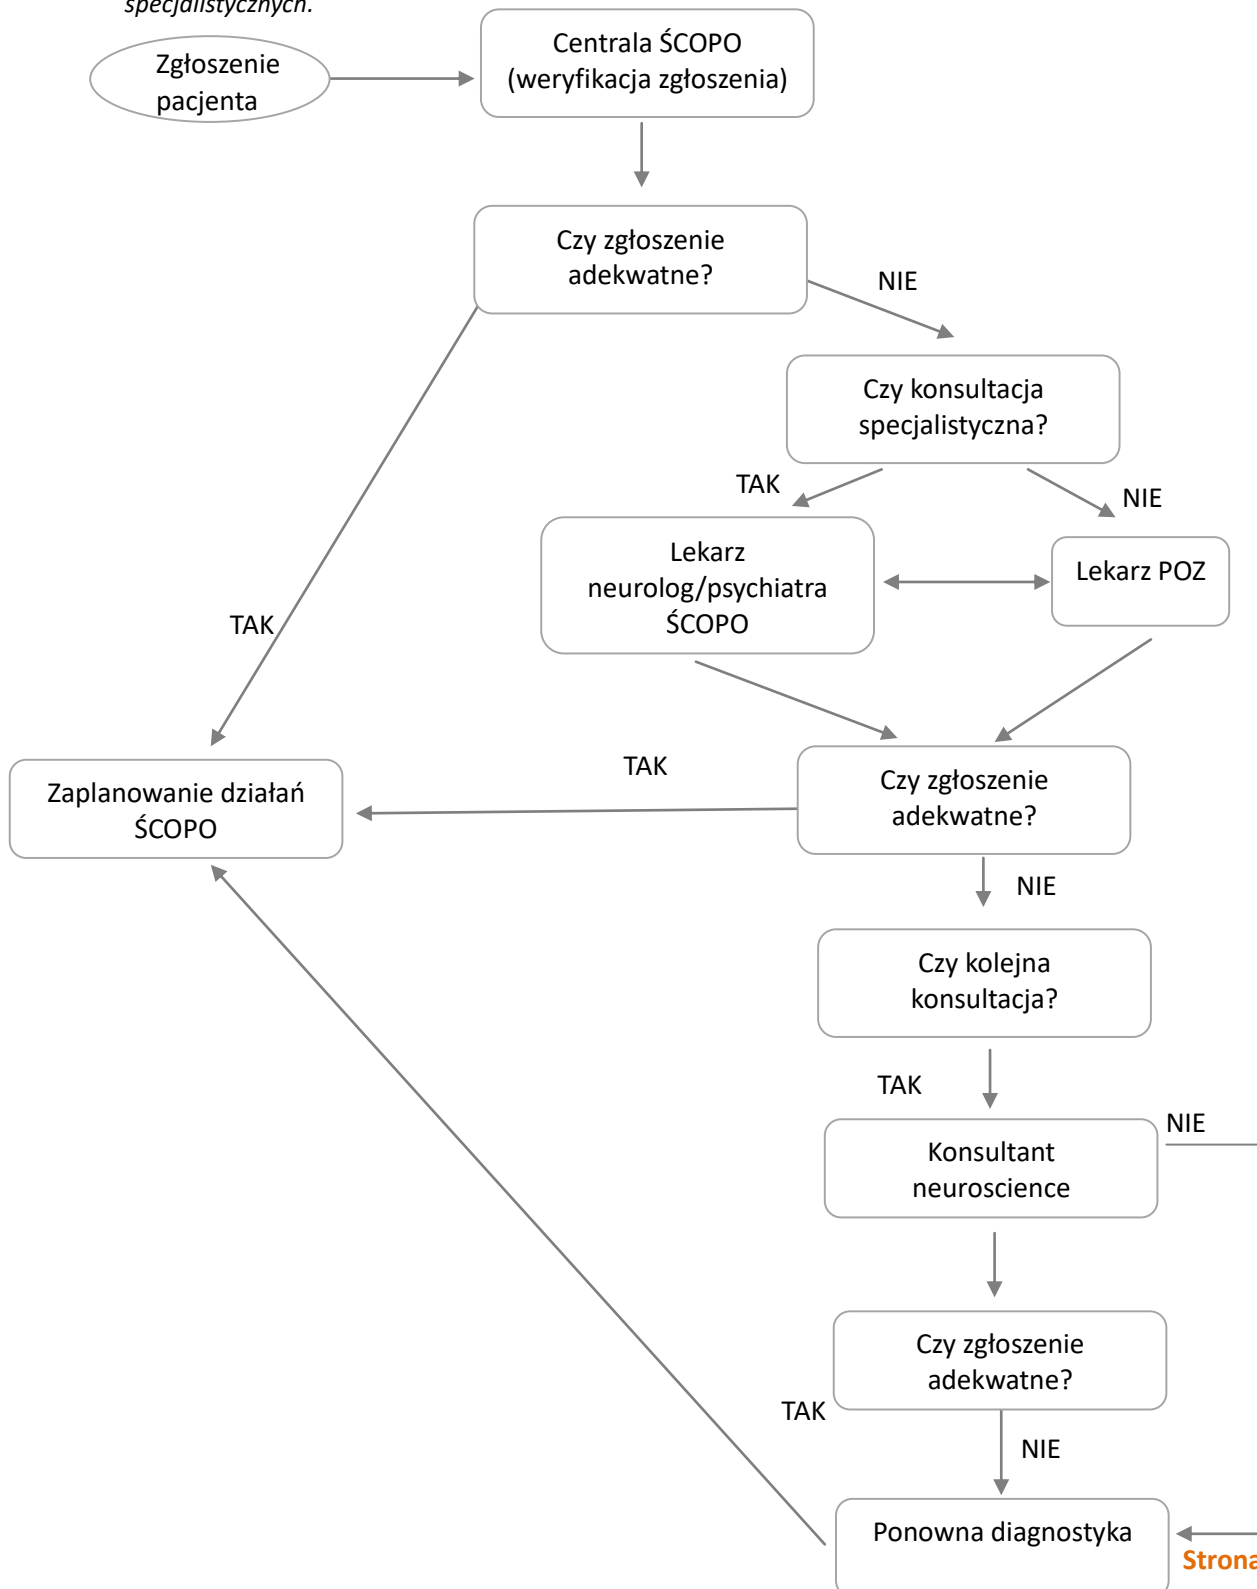 specjalistycznych.
Zgłoszenie
pacjenta
Centrala ŚCOPO
(weryfikacja zgłoszenia)
Czy zgłoszenie
adekwatne?
NIE
Czy konsultacja
specjalistyczna?
TAK
NIE
Lekarz
neurolog/psychiatra
ŚCOPO
Lekarz POZ
TAK
Zaplanowanie działań
ŚCOPO
TAK
Czy zgłoszenie
adekwatne?
NIE
Czy kolejna
konsultacja?
TAK
NIE
Konsultant
neuroscience
Czy zgłoszenie
adekwatne?
TAK
NIE
Ponowna diagnostyka
Strona